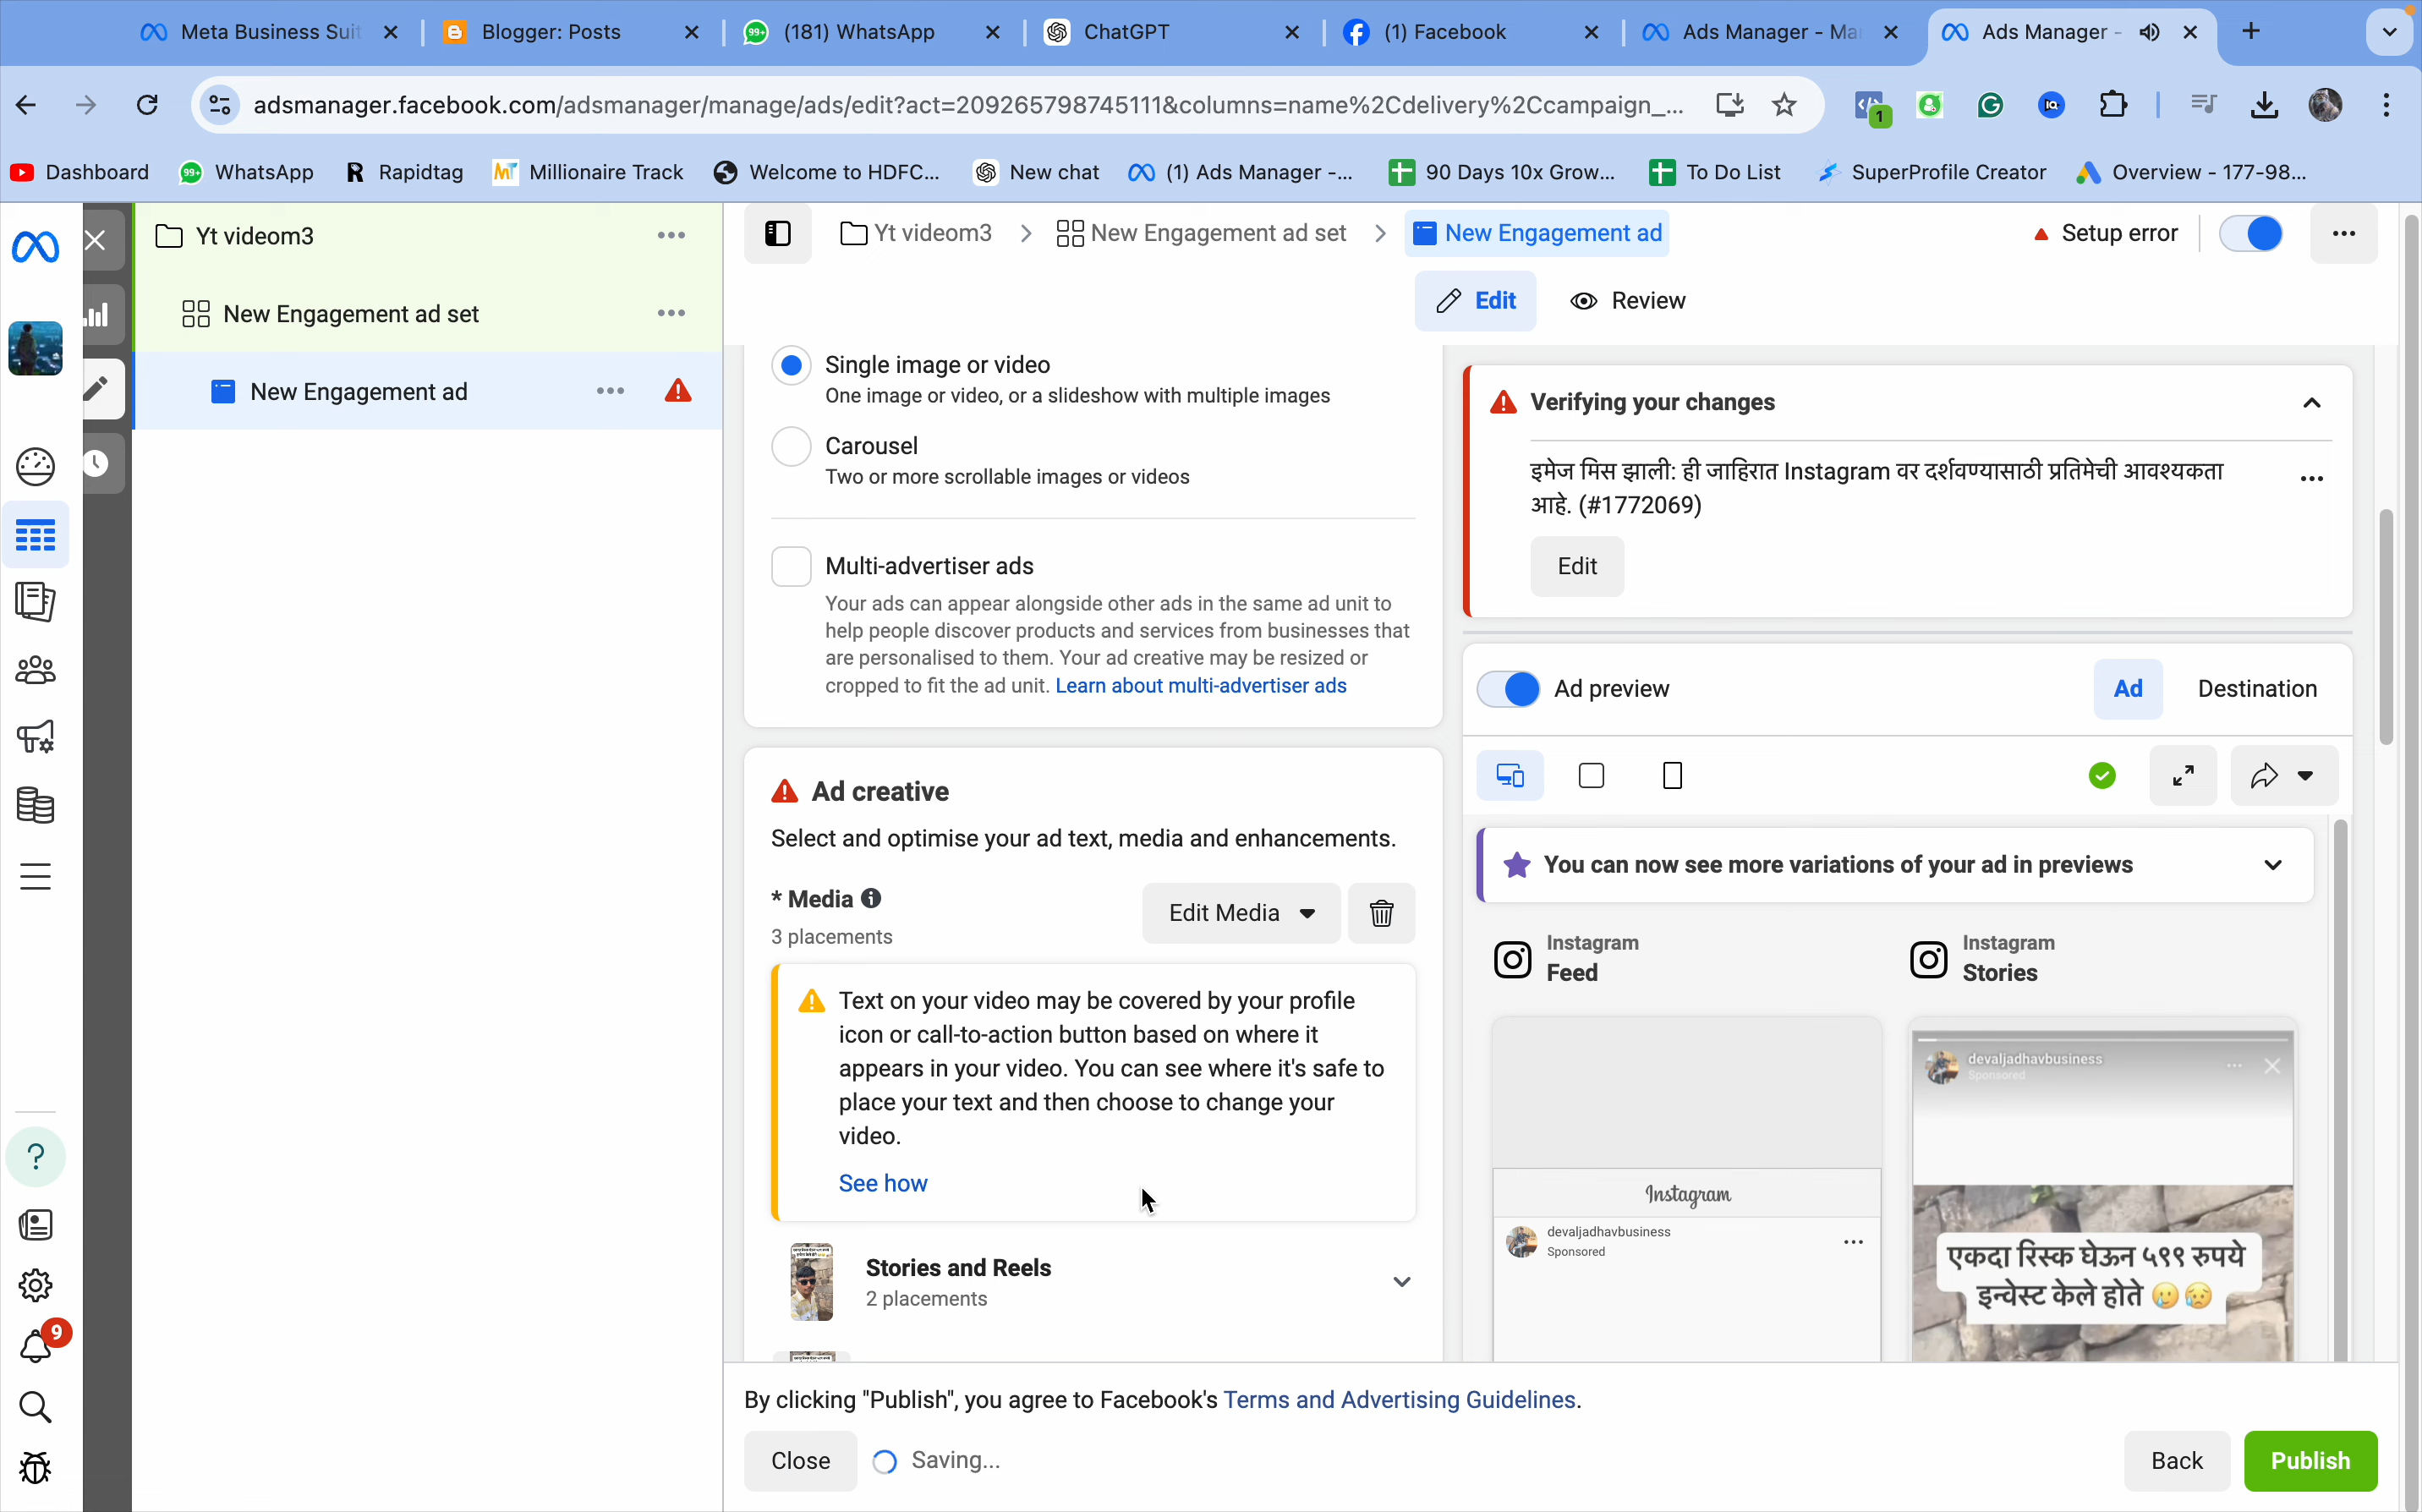 Meta Business Suit
Blogger: Posts
(181) WhatsApp
ChatGPT
(1) Facebook
Ads Manager - Ma
Ads Manager -
adsmanager.facebook.com/adsmanager/manage/ads/edit?act=209265798745111&columns=name%2Cdelivery%2Ccampaign_...
1
Dashboard
99+ WhatsApp
R Rapidtag
MT Millionaire Track
Welcome to HDFC...
New chat
(1) Ads Manager -...
90 Days 10x Grow...
To Do List
SuperProfile Creator
Overview - 177-98...
Yt videom3
New Engagement ad set
New Engagement ad
Yt videom3 > New Engagement ad set > New Engagement ad
Setup error
Edit
Review
Single image or video
One image or video, or a slideshow with multiple images
Carousel
Two or more scrollable images or videos
Multi-advertiser ads
Your ads can appear alongside other ads in the same ad unit to
help people discover products and services from businesses that
are personalised to them. Your ad creative may be resized or
cropped to fit the ad unit. Learn about multi-advertiser ads
Ad creative
Select and optimise your ad text, media and enhancements.
* Media
3 placements
Edit Media
Text on your video may be covered by your profile
icon or call-to-action button based on where it
appears in your video. You can see where it's safe to
place your text and then choose to change your
video.
See how
Stories and Reels
2 placements
Verifying your changes
इमेज मिस झाली: ही जाहिरात Instagram वर दर्शवण्यासाठी प्रतिमेची आवश्यकता
आहे. (#1772069)
Edit
Ad preview
Ad
Destination
You can now see more variations of your ad in previews
Instagram
Feed
Instagram
Stories
Instagram
devaljadhavbusiness
Sponsored
devaljadhavbusiness
Sponsored
एकदा रिस्क घेऊन ५९९ रुपये
इन्वेस्ट केले होते 🥲😥
9
By clicking "Publish", you agree to Facebook's Terms and Advertising Guidelines.
Close
Saving...
Back
Publish